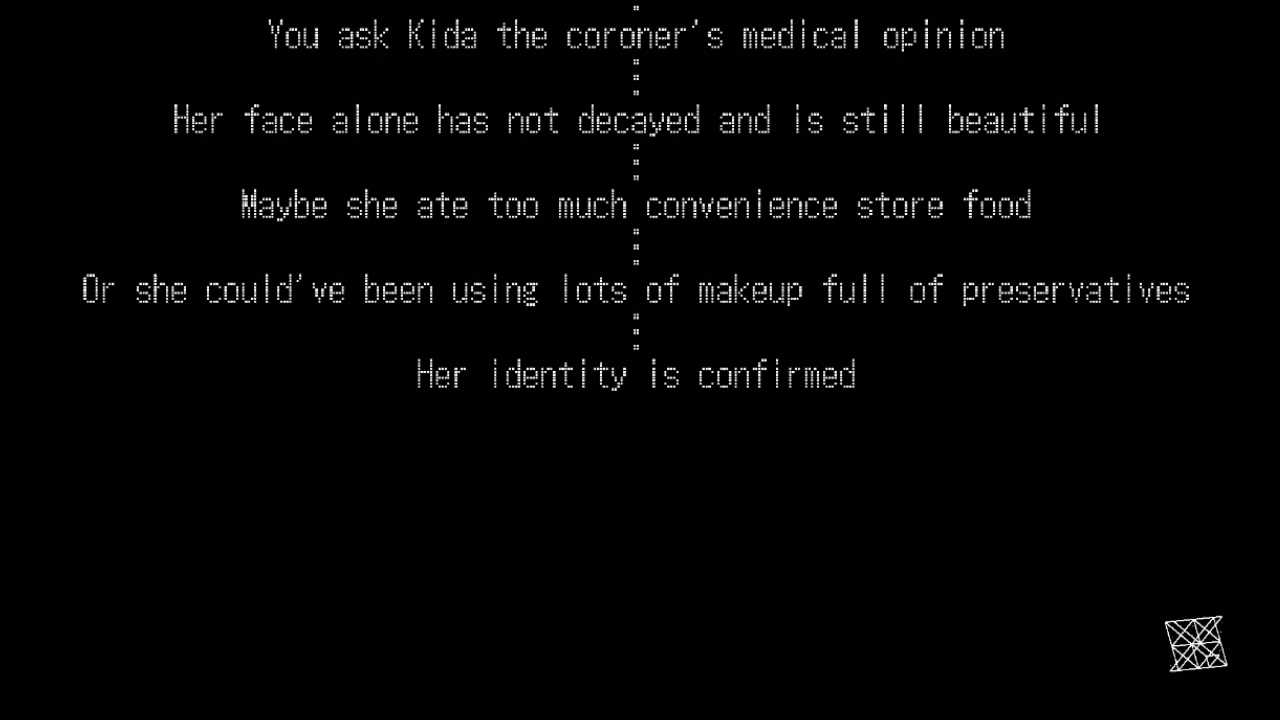 You ask Kida the coroner's medical opinion
Her face alone has not decayed and is still beautiful
Maybe she ate too much convenience store food
Or she could've been using lots of makeup full of preservatives
Her identity is confirmed